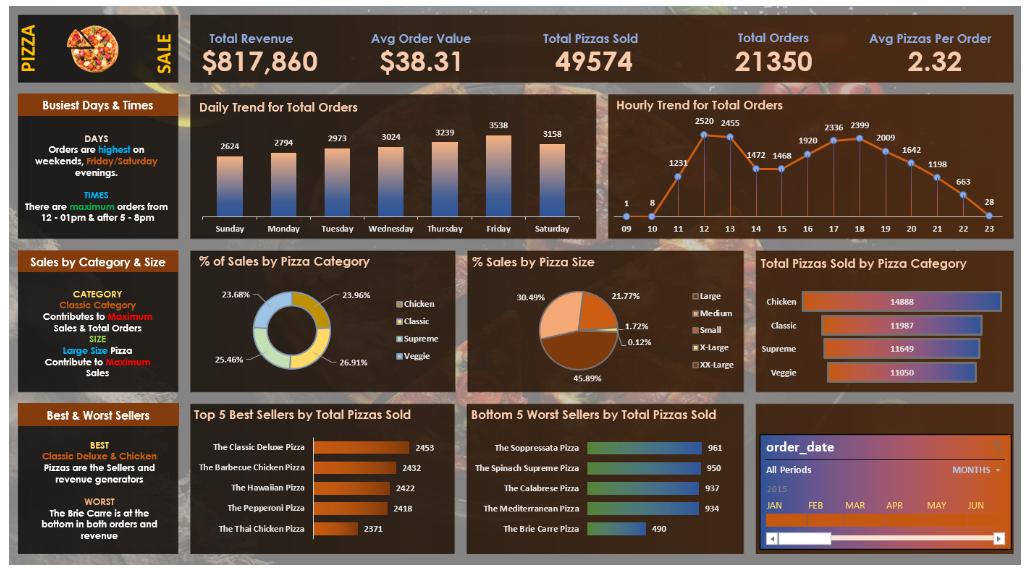 PIZZA
SALE
Total Revenue
$817,860
Avg Order Value
$38.31
Total Pizzas Sold
49574
Total Orders
21350
Avg Pizzas Per Order
2.32
Busiest Days & Times
DAYS
Orders are highest on
weekends, Friday/Saturday
evenings.
TIMES
There are maximum orders from
12 - 01pm & after 5 - 8pm
Daily Trend for Total Orders
2624
2794
2973
3024
3239
3538
3158
Sunday
Monday
Tuesday
Wednesday
Thursday
Friday
Saturday
Hourly Trend for Total Orders
1
8
1231
2520
2455
1472
1468
1920
2336
2399
2009
1642
1198
663
28
09
10
11
12
13
14
15
16
17
18
19
20
21
22
23
Sales by Category & Size
CATEGORY
Classic Category
Contributes to Maximum
Sales & Total Orders
SIZE
Large Size Pizza
Contribute to Maximum
Sales
% of Sales by Pizza Category
23.68%
23.96%
25.46%
26.91%
Chicken
Classic
Supreme
Veggie
% Sales by Pizza Size
30.49%
21.77%
1.72%
0.12%
45.89%
Large
Medium
Small
X-Large
XX-Large
Total Pizzas Sold by Pizza Category
Chicken
14888
Classic
11987
Supreme
11649
Veggie
11050
Best & Worst Sellers
BEST
Classic Deluxe & Chicken
Pizzas are the Sellers and
revenue generators
WORST
The Brie Carre is at the
bottom in both orders and
revenue
Top 5 Best Sellers by Total Pizzas Sold
The Classic Deluxe Pizza
2453
The Barbecue Chicken Pizza
2432
The Hawaiian Pizza
2422
The Pepperoni Pizza
2418
The Thai Chicken Pizza
2371
Bottom 5 Worst Sellers by Total Pizzas Sold
The Soppressata Pizza
961
The Spinach Supreme Pizza
950
The Calabrese Pizza
937
The Mediterranean Pizza
934
The Brie Carre Pizza
490
order_date
All Periods
MONTHS
2015
JAN
FEB
MAR
APR
MAY
JUN